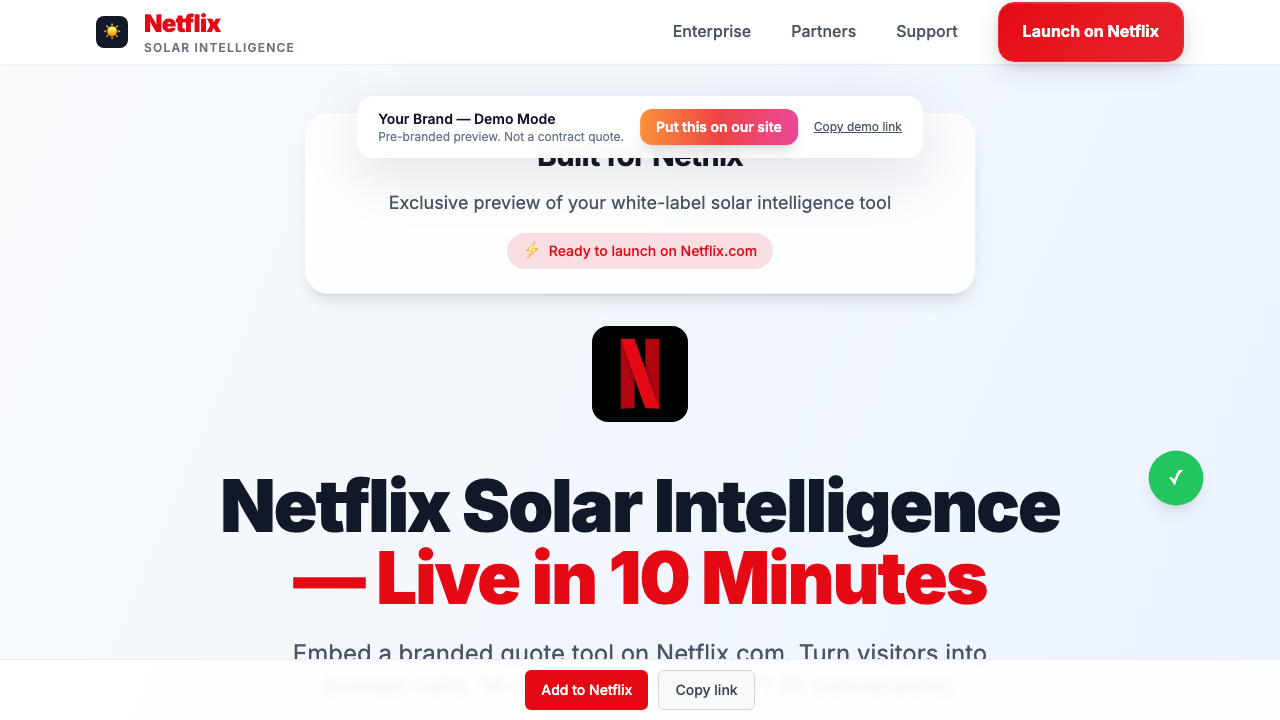 Netflix
SOLAR INTELLIGENCE
Enterprise
Partners
Support
Launch on Netflix
Your Brand — Demo Mode
Pre-branded preview. Not a contract quote.
Put this on our site
Copy demo link
Built for Netflix
Exclusive preview of your white-label solar intelligence tool
⚡ Ready to launch on Netflix.com
N
Netflix Solar Intelligence
— Live in 10 Minutes
✓
Embed a branded quote tool on Netflix.com. Turn visitors into
Add to Netflix
Copy link